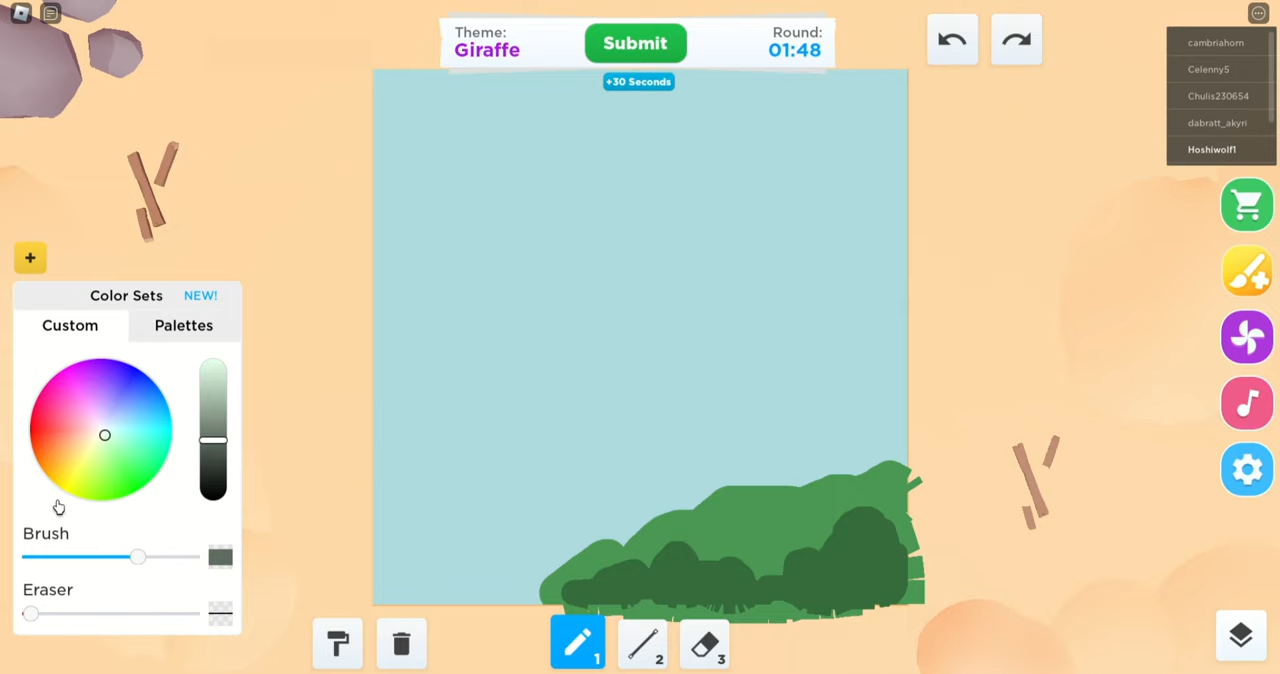 Theme:
Giraffe
Submit
Round:
01:48
+30 Seconds
cambriahorn
Celenny5
Chulis230654
dabratt_akyri
Hoshiwolf1
+
Color Sets NEW!
Custom Palettes
Brush
Eraser
1
2
3